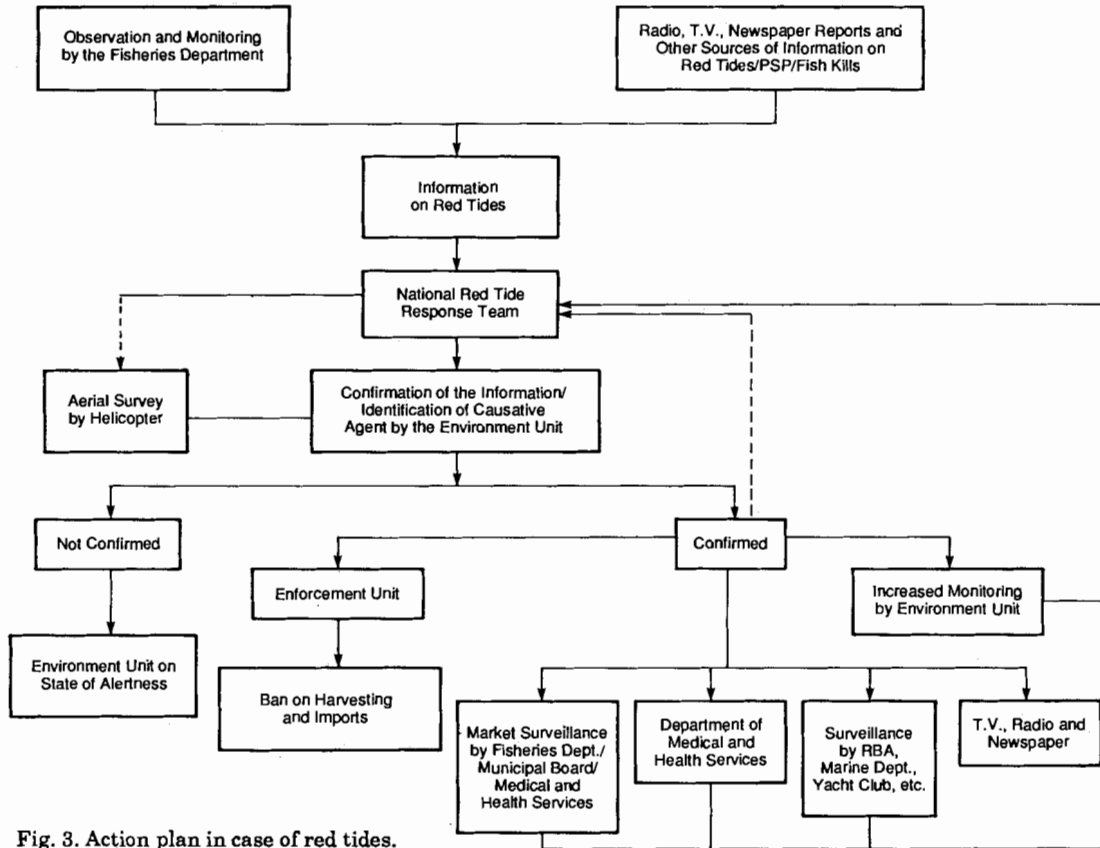 Observation and Monitoring
by the Fisheries Department
Radio, T.V., Newspaper Reports and
Other Sources of Information on
Red Tides/PSP/Fish Kills
Information
on Red Tides
National Red Tide
Response Team
Aerial Survey
by Helicopter
Confirmation of the Information/
Identification of Causative
Agent by the Environment Unit
Not Confirmed
Confirmed
Enforcement Unit
Increased Monitoring
by Environment Unit
Environment Unit on
State of Alertness
Ban on Harvesting
and Imports
Market Surveillance
by Fisheries Dept./
Municipal Board/
Medical and
Health Services
Department of
Medical and
Health Services
Surveillance
by RBA,
Marine Dept.,
Yacht Club, etc.
T.V., Radio and
Newspaper
Fig. 3. Action plan in case of red tides.